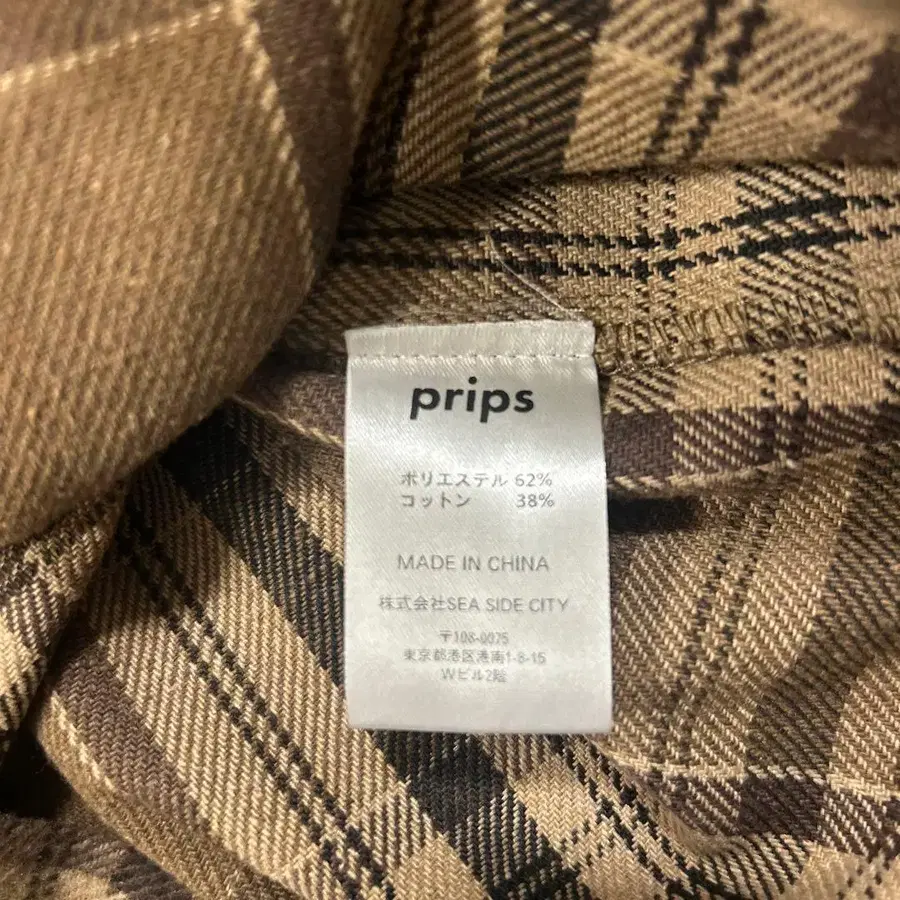 prips
ポリエステル 62%
コットン 38%
MADE IN CHINA
株式会社SEA SIDE CITY
〒108-0075
東京都港区港南1-8-15
Wビル2階